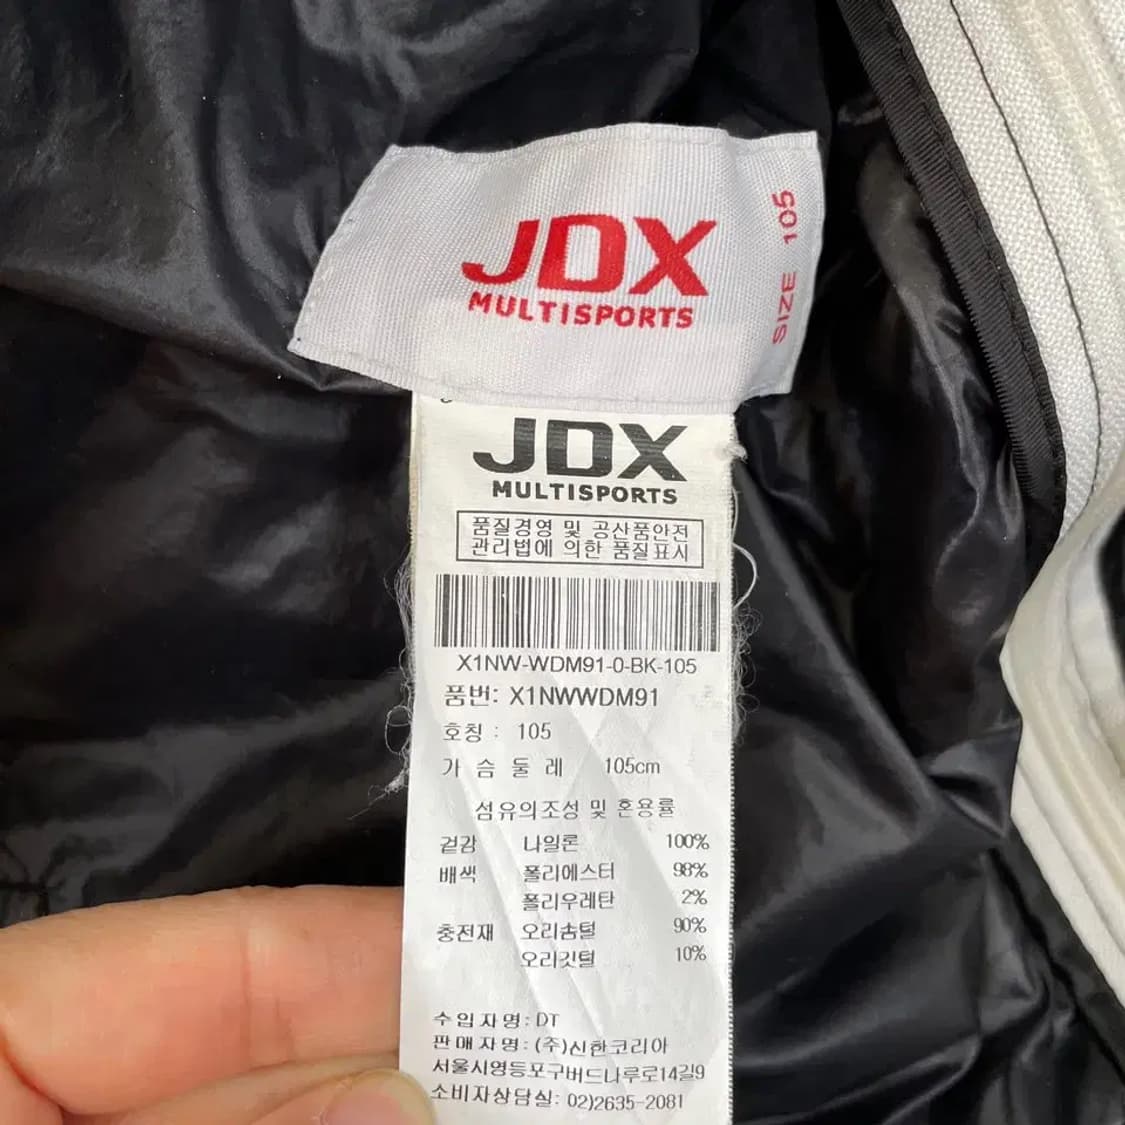 JDX
MULTISPORTS
SIZE 105
JDX
MULTISPORTS
품질경영 및 공산품안전
관리법에 의한 품질표시
X1NW-WDM91-0-BK-105
품번: X1NWWDM91
호칭 : 105
가 슴 둘 레 105cm
섬유의조성 및 혼용률
겉감 나일론 100%
배색 폴리에스터 98%
폴리우레탄 2%
충전재 오리솜털 90%
오리깃털 10%
수입자명: DT
판매자명: (주)신한코리아
서울시영등포구버드나루로14길9
소비자상담실: 02)2635-2081